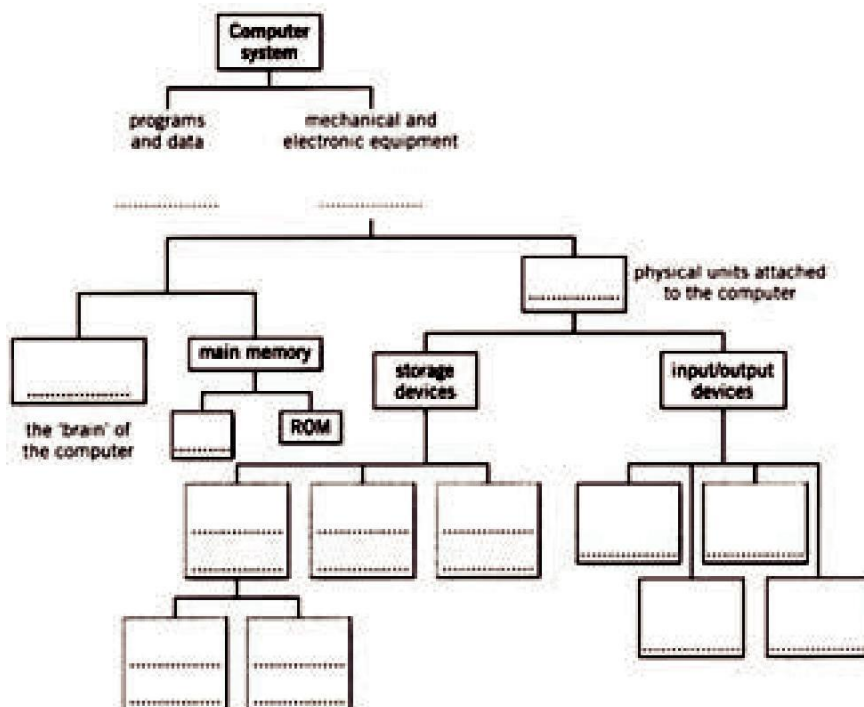 Computer
system
programs
and data
mechanical and
electronic equipment
physical units attached
to the computer
main memory
storage
devices
input/output
devices
the 'brain' of
the computer
ROM